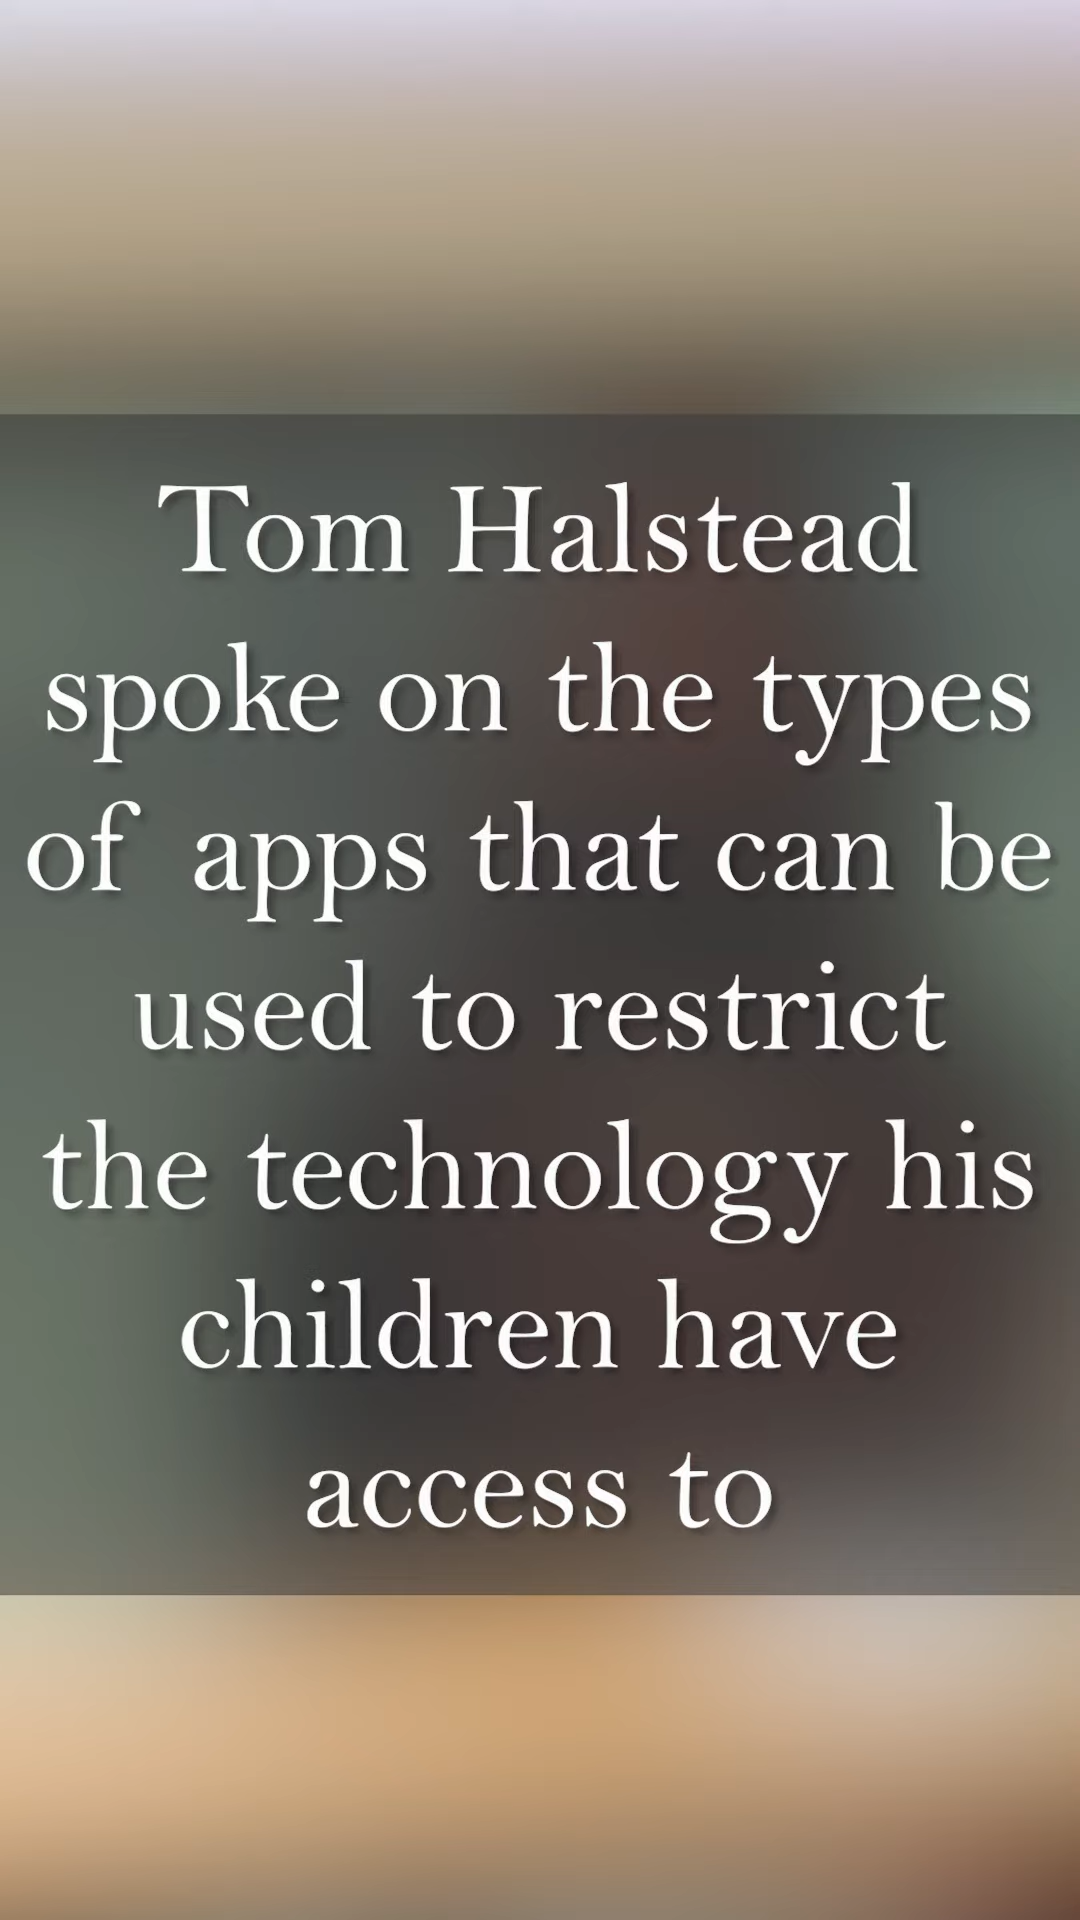 Tom Halstead
spoke on the types
of  apps that can be
used to restrict
the technology his
children have
access to